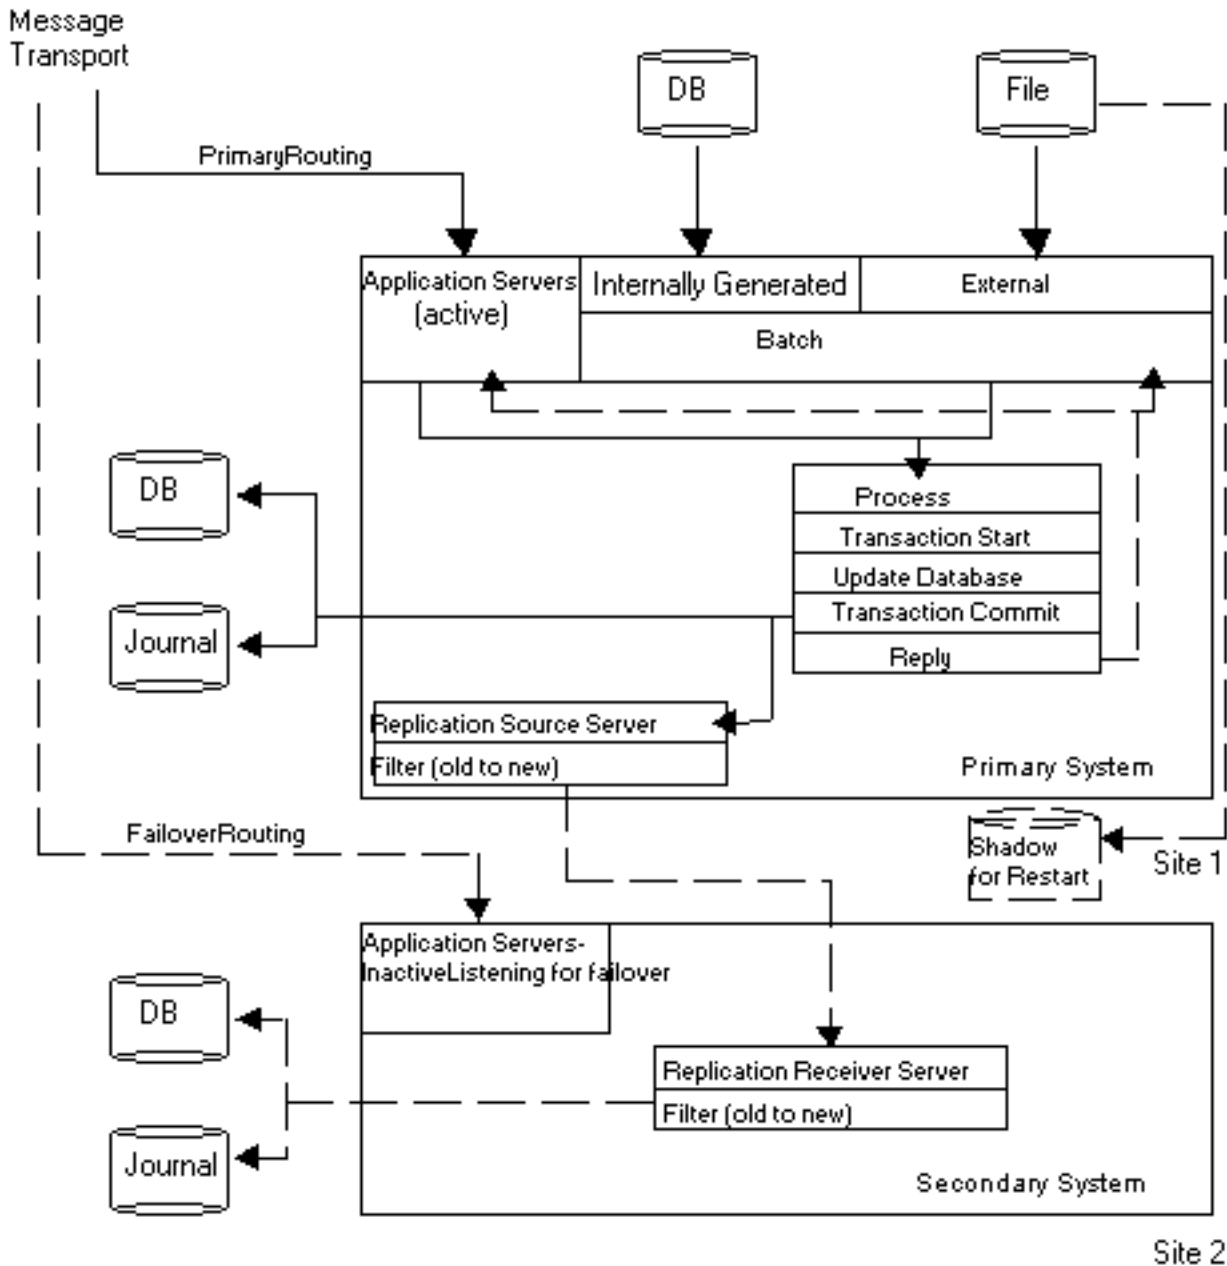 Message
Transport
DB
File
PrimaryRouting
Application Servers
(active)
Internally Generated
External
Batch
DB
Process
Transaction Start
Update Database
Transaction Commit
Journal
Reply
Replication Source Server
Filter (old to new)
Primary System
FailoverRouting
Shadow
for Restart
Site 1
Application Servers-
InactiveListening for failover
DB
Replication Receiver Server
Filter (old to new)
Journal
Secondary System
Site 2